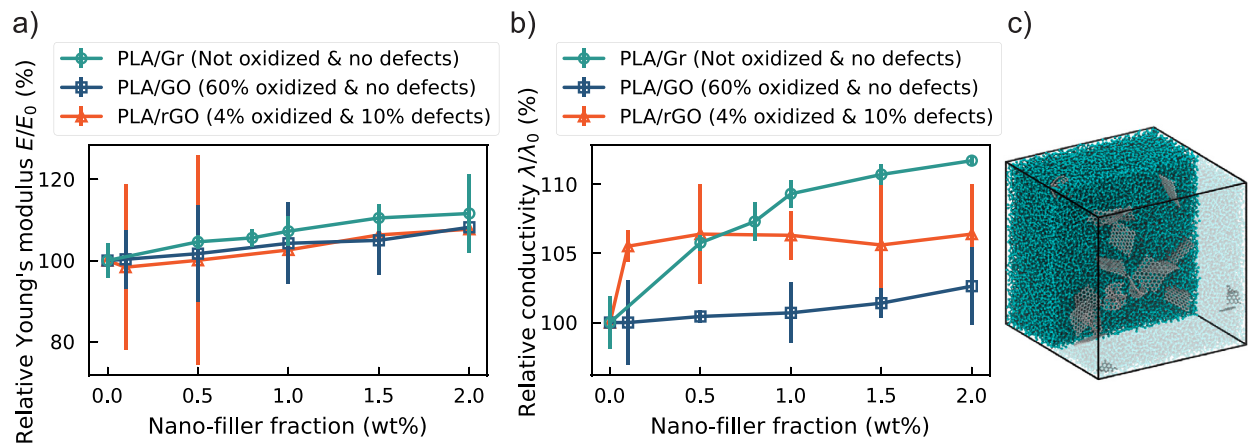 a)
PLA/Gr (Not oxidized & no defects)
PLA/GO (60% oxidized & no defects)
PLA/rGO (4% oxidized & 10% defects)
Relative Young's modulus E/E₀ (%)
120
100
80
0.0 0.5 1.0 1.5 2.0
Nano-filler fraction (wt%)
b)
PLA/Gr (Not oxidized & no defects)
PLA/GO (60% oxidized & no defects)
PLA/rGO (4% oxidized & 10% defects)
Relative conductivity λ/λ₀ (%)
110
105
100
0.0 0.5 1.0 1.5 2.0
Nano-filler fraction (wt%)
c)